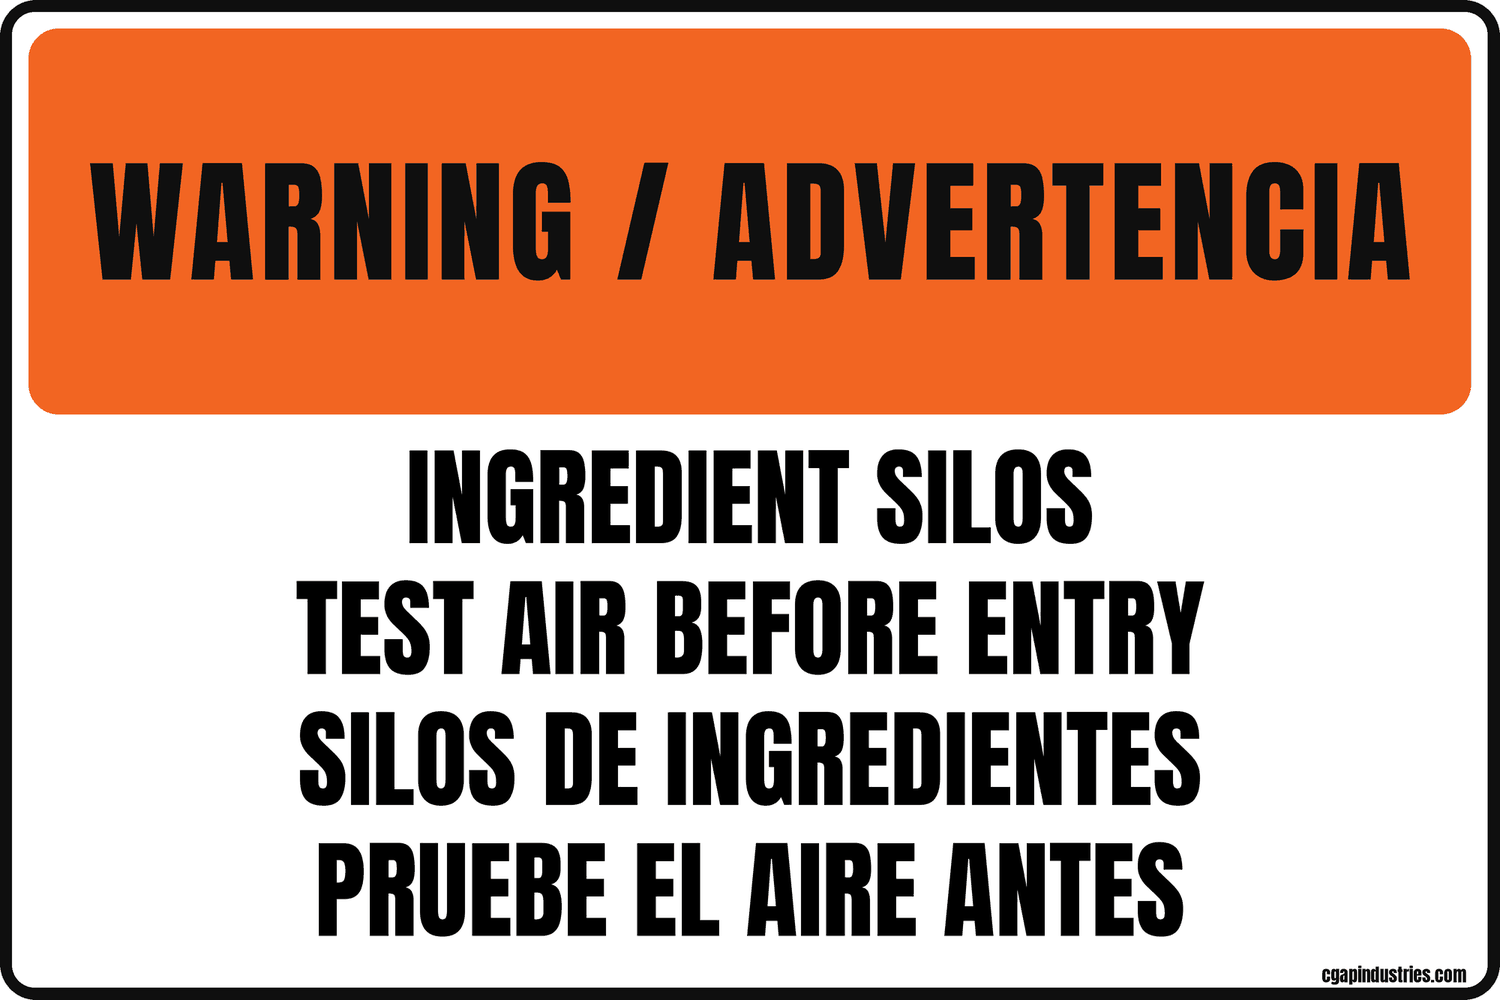 WARNING / ADVERTENCIA
INGREDIENT SILOS
TEST AIR BEFORE ENTRY
SILOS DE INGREDIENTES
PRUEBE EL AIRE ANTES
cgapindustries.com